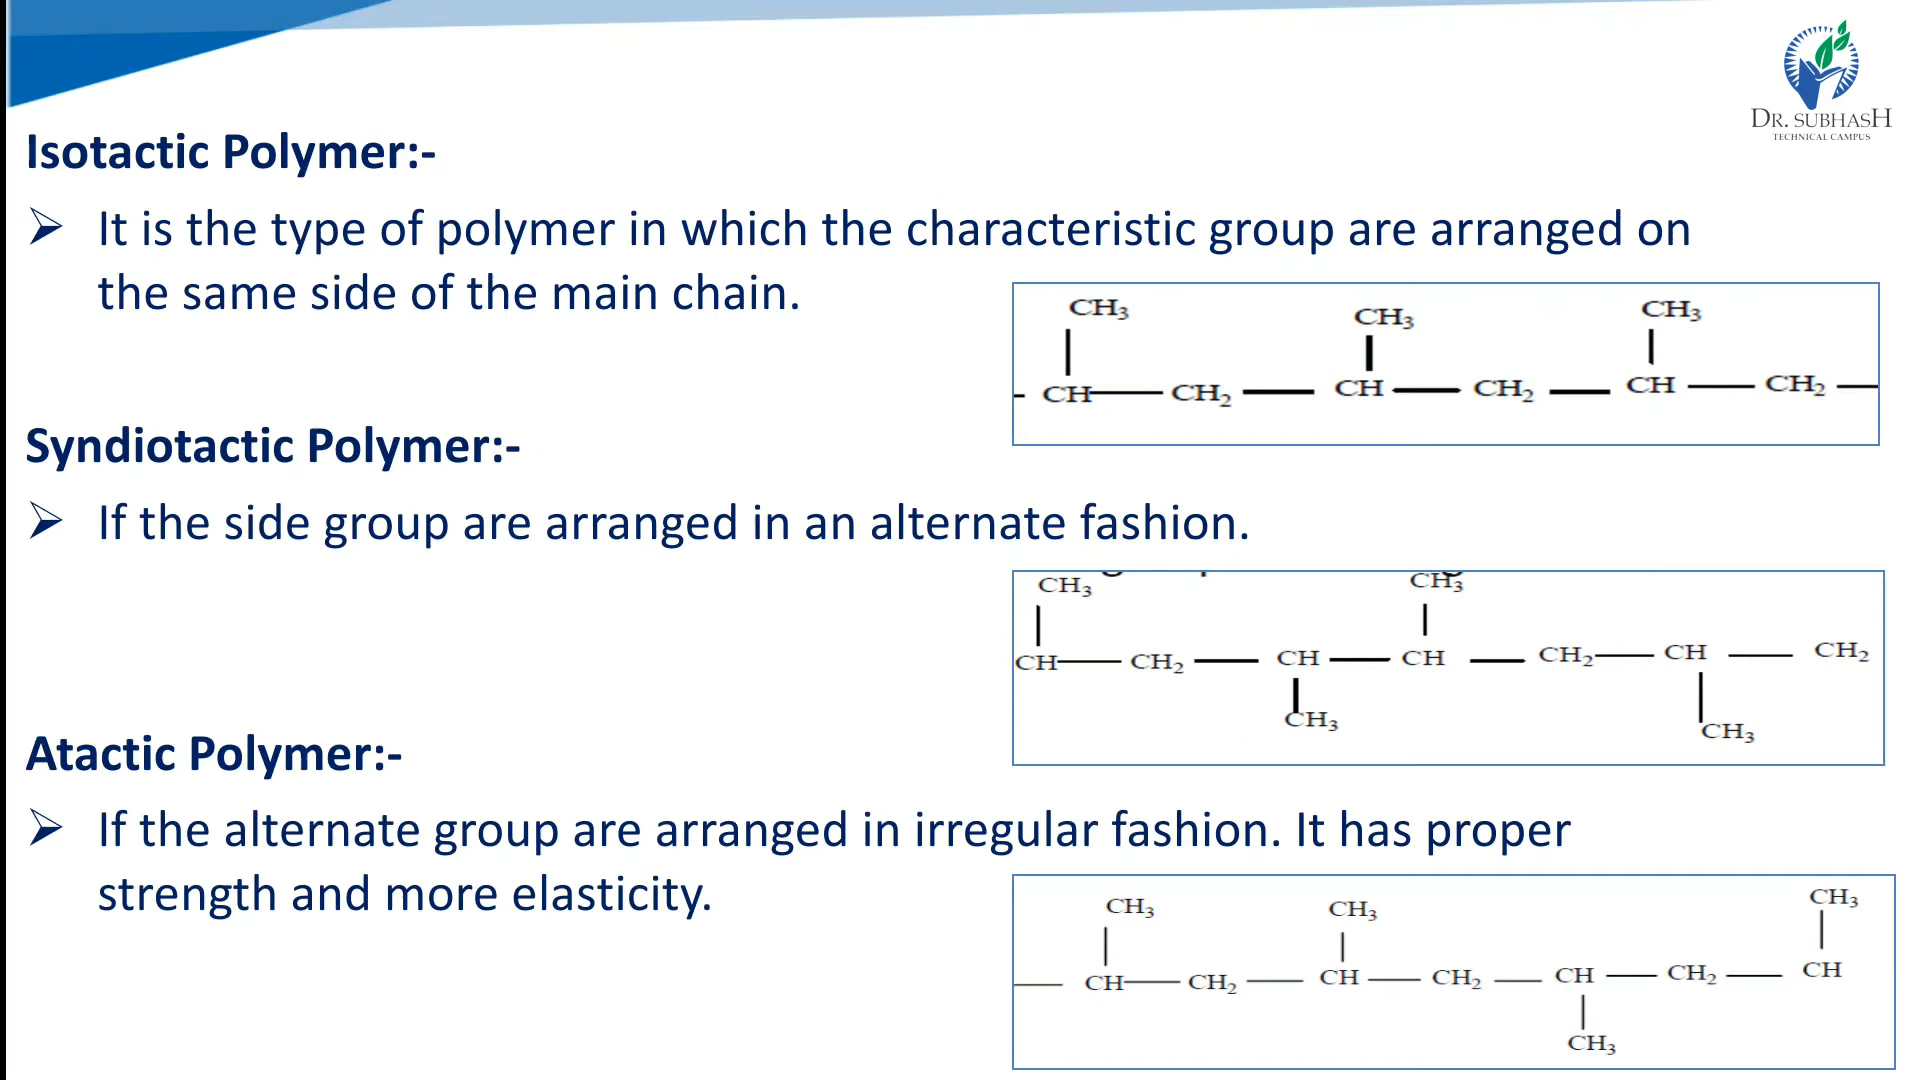 DR. SUBHASH
TECHNICAL CAMPUS
Isotactic Polymer:-
➢ It is the type of polymer in which the characteristic group are arranged on
the same side of the main chain.
CH₃ CH₃ CH₃
CH CH₂ CH CH₂ CH CH₂
Syndiotactic Polymer:-
➢ If the side group are arranged in an alternate fashion.
CH₃ CH₃
CH CH₂ CH CH CH₂ CH CH₂
CH₃ CH₃
Atactic Polymer:-
➢ If the alternate group are arranged in irregular fashion. It has proper
strength and more elasticity.
CH₃ CH₃ CH₃
CH CH₂ CH CH₂ CH CH₂ CH
CH₃